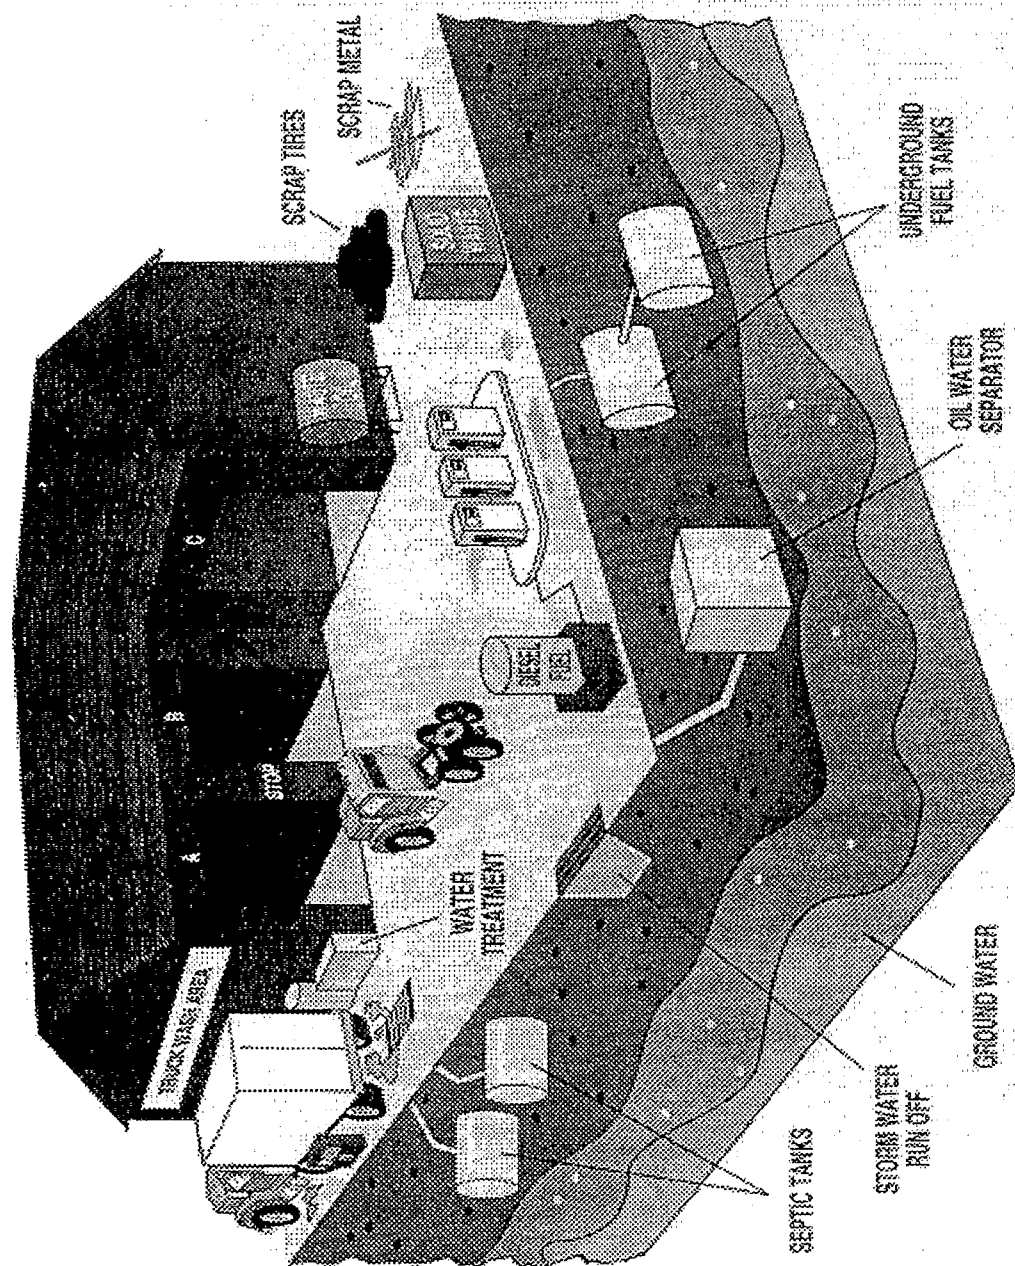 TRUCK WASH AREA
A
STOP
B
C
SCRAP TIRES
SCRAP METAL
WATER
TREATMENT
DIESEL
FUEL
SEPTIC TANKS
STORM WATER
RUN OFF
GROUND WATER
OIL WATER
SEPARATOR
UNDERGROUND
FUEL TANKS